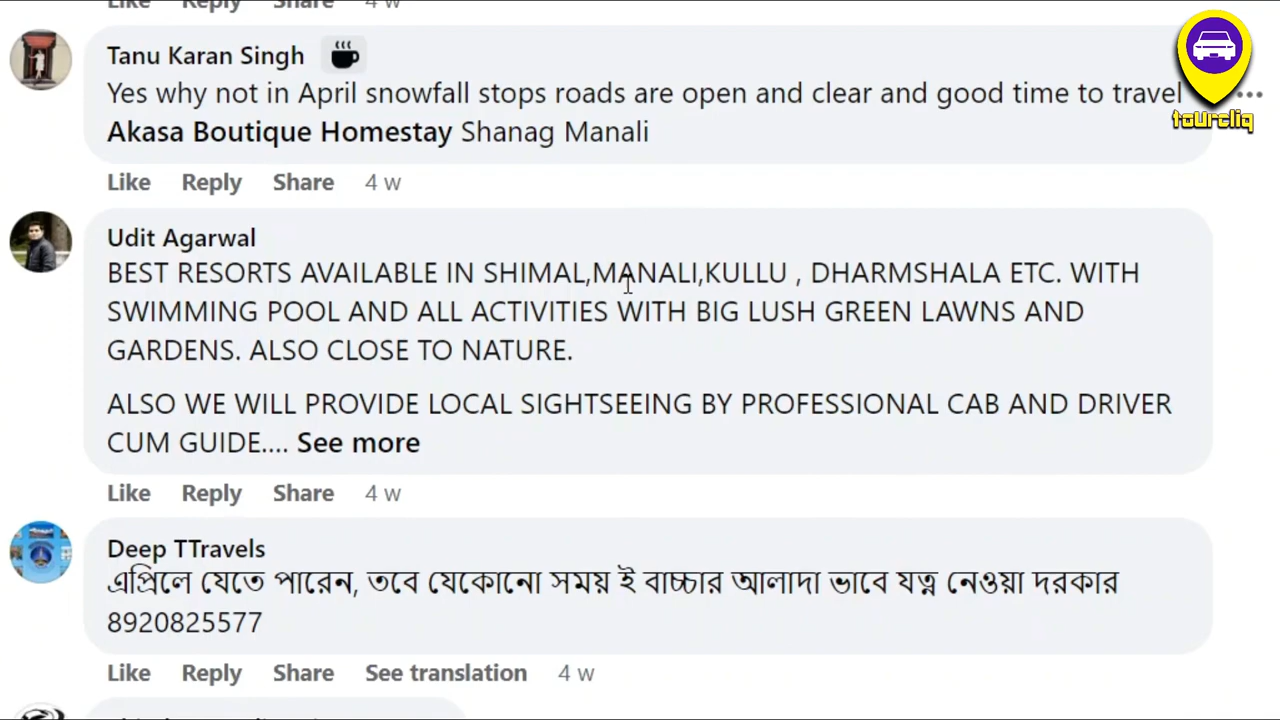 Like Reply Share 4 w
Tanu Karan Singh
Yes why not in April snowfall stops roads are open and clear and good time to travel
Akasa Boutique Homestay Shanag Manali
Like Reply Share 4 w
Udit Agarwal
BEST RESORTS AVAILABLE IN SHIMAL,MANALI,KULLU , DHARMSHALA ETC. WITH
SWIMMING POOL AND ALL ACTIVITIES WITH BIG LUSH GREEN LAWNS AND
GARDENS. ALSO CLOSE TO NATURE.
ALSO WE WILL PROVIDE LOCAL SIGHTSEEING BY PROFESSIONAL CAB AND DRIVER
CUM GUIDE.... See more
Like Reply Share 4 w
Deep TTravels
এপ্রিলে যেতে পারেন, তবে যেকোনো সময় ই বাচ্চার আলাদা ভাবে যত্ন নেওয়া দরকার
8920825577
Like Reply Share See translation 4 w
tourcliq